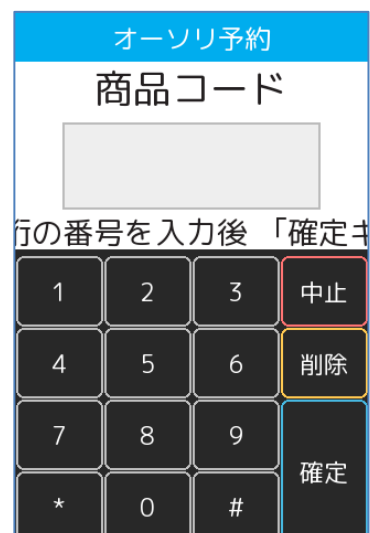 オーソリ予約
商品コード
桁の番号を入力後 「確定キ
1 2 3 中止
4 5 6 削除
7 8 9
確定
* 0 #